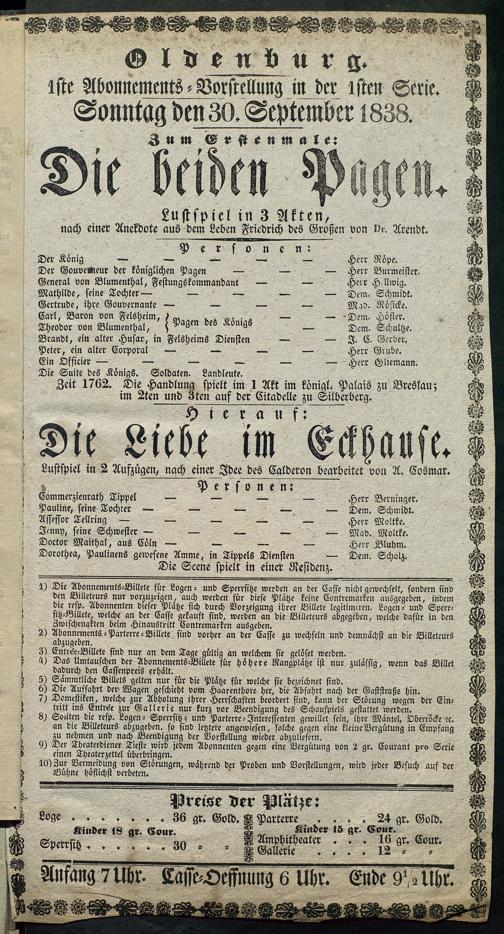 Oldenburg.
1ste Abonnements-Vorstellung in der 1sten Serie.
Sonntag den 30. September 1838.
Zum Erstenmale:
Die beiden Pagen.
Lustspiel in 3 Akten,
nach einer Anekdote aus dem Leben Friedrich des Großen von Dr. Arendt.
Personen:
Der König — — — — — — Herr Röpe.
Der Gouverneur der königlichen Pagen — — — Herr Burmeister.
General von Blumenthal, Festungskommandant — — Herr Hllwig.
Mathilde, seine Tochter — — — — — Dem. Schmidt.
Gertrude, ihre Gouvernante — — — — — Mad. Röficke.
Carl, Baron von Felsheim, } Pagen des Königs — — — Dem. Höfler.
Theodor von Blumenthal, — — — Dem. Schultze.
Brandt, ein alter Husar, in Felsheims Diensten — — J. C. Gerber.
Peter, ein alter Corporal — — — — — Herr Grube.
Ein Officier — — — — — — Herr Gliemann.
Die Suite des Königs. Soldaten. Landleute.
Zeit 1762. Die Handlung spielt im 1 Akt im königl. Palais zu Breslau;
im 2ten und 3ten auf der Citadelle zu Silberberg.
Hierauf:
Die Liebe im Eckhause.
Lustspiel in 2 Aufzügen, nach einer Idee des Calderon bearbeitet von A. Cosmar.
Personen:
Commerzienrath Tippel — — — — — Herr Berninger.
Pauline, seine Tochter — — — — — Dem. Schmidt.
Assessor Tellring — — — — — Herr Moltke.
Jenny, seine Schwester — — — — — Mad. Moltke.
Doctor Maithal, aus Cöln — — — — — Herr Bluhm.
Dorothea, Paulinens gewesene Amme, in Tippels Diensten — Dem. Scholz.
Die Scene spielt in einer Residenz.
1) Die Abonnements-Billete für Logen- und Sperrsitze werden an der Casse nicht gewechselt, sondern sind
den Billeteurs nur vorzuzeigen, auch werden für diese Plätze keine Contremarken ausgegeben, indem
die resp. Abonnenten dieser Plätze sich durch Vorzeigung ihrer Billete legitimiren. Logen- und Sperr-
sitz-Billete, welche an der Casse gekauft sind, werden an die Billeteurs abgegeben, welche dafür in den
Zwischenakten beim Hinaustritt Contremarken ausgeben.
2) Abonnements-Parterre-Billete sind vorher an der Casse zu wechseln und demnächst an die Billeteurs
abzugeben.
3) Entrée-Billete sind nur an dem Tage gültig an welchem sie gelöset werden.
4) Das Umtauschen der Abonnements-Billete für höhere Rangplätze ist nur zulässig, wenn das Billet
dadurch den Cassenpreis erhält.
5) Sämmtliche Billets gelten nur für die Plätze für welche sie bezeichnet sind.
6) Die Auffahrt der Wagen geschieht vom Haarenthore her, die Abfahrt nach der Gaststraße hin.
7) Domestiken, welche zur Abholung ihrer Herrschaften beordert sind, kann der Störung wegen der Ein-
tritt ins Entrée zur Gallerie nur kurz vor Beendigung des Schauspiels gestattet werden.
8) Sollten die resp. Logen- Sperrsitz- und Parterre-Interessenten gewillet sein, ihre Mäntel, Oberröcke ꝛc.
an die Billeteurs abzugeben, so sind letztere angewiesen, solche gegen eine kleine Vergütung in Empfang
zu nehmen und nach Beendigung der Vorstellung wieder abzuliefern.
9) Der Theaterdiener Tietje wird jedem Abonnenten gegen eine Vergütung von 2 gr. Courant pro Serie
einen Theaterzettel überbringen.
10) Zur Vermeidung von Störungen, während der Proben und Vorstellungen, wird jeder Besuch auf der
Bühne höflichst verbeten.
Preise der Plätze:
Loge . . . . . . . . 36 gr. Gold.
Kinder 18 gr. Cour.
Sperrsitz . . . . . . 30 = =
Parterre . . . . . 24 gr. Gold.
Kinder 15 gr. Cour.
Amphitheater . . . . 16 gr. Cour.
Gallerie . . . . . 12 = =
Anfang 7 Uhr. Casse-Oeffnung 6 Uhr. Ende 9½ Uhr.